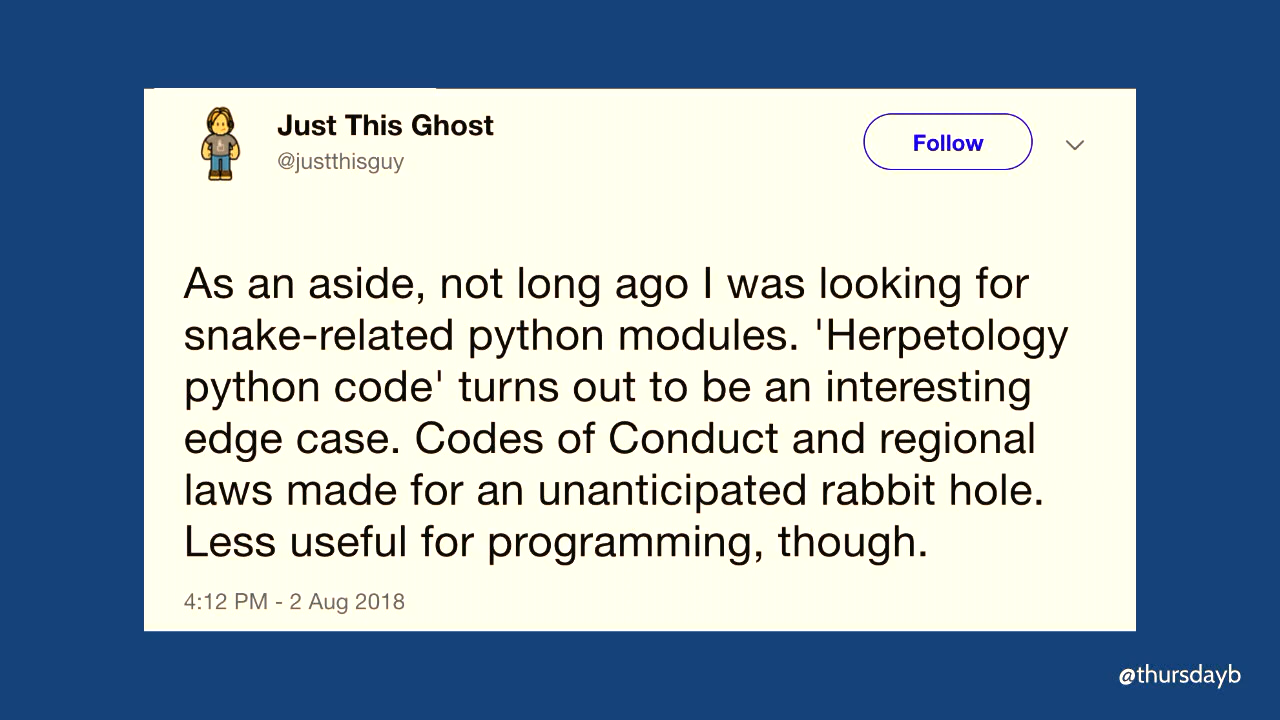 Just This Ghost
@justthisguy
Follow
As an aside, not long ago I was looking for
snake-related python modules. 'Herpetology
python code' turns out to be an interesting
edge case. Codes of Conduct and regional
laws made for an unanticipated rabbit hole.
Less useful for programming, though.
4:12 PM - 2 Aug 2018
@thursdayb